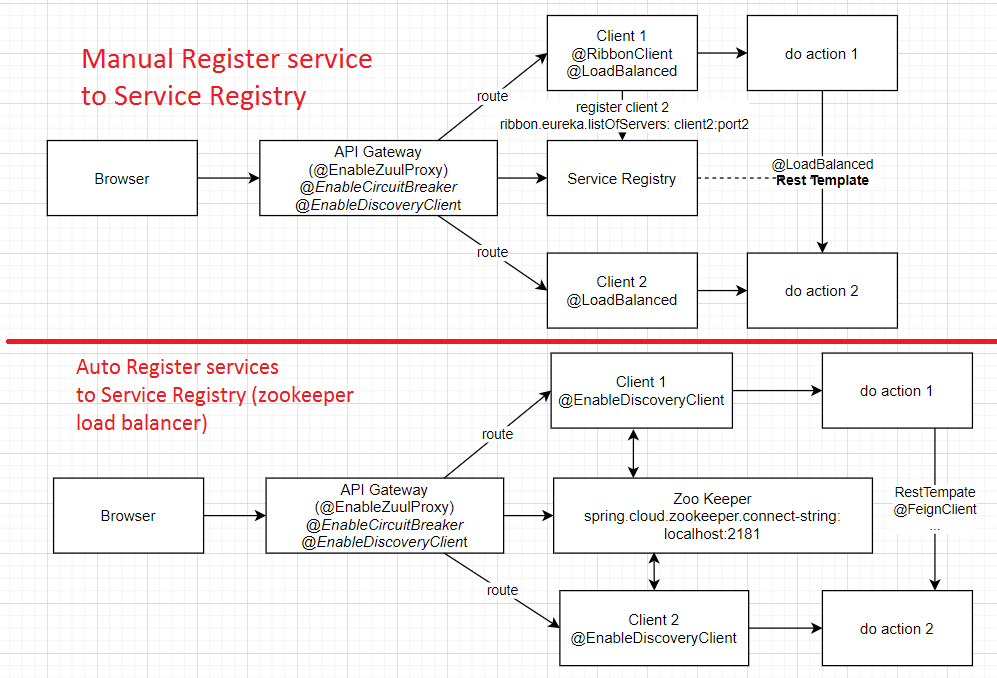 Manual Register service
to Service Registry
Client 1
@RibbonClient
@LoadBalanced
do action 1
route
register client 2
ribbon.eureka.listOfServers: client2:port2
Browser
API Gateway
(@EnableZuulProxy)
@EnableCircuitBreaker
@EnableDiscoveryClient
Service Registry
@LoadBalanced
Rest Template
route
Client 2
@LoadBalanced
do action 2
Auto Register services
to Service Registry (zookeeper
load balancer)
Client 1
@EnableDiscoveryClient
do action 1
route
Browser
API Gateway
(@EnableZuulProxy)
@EnableCircuitBreaker
@EnableDiscoveryClient
Zoo Keeper
spring.cloud.zookeeper.connect-string:
localhost:2181
RestTempate
@FeignClient
...
route
Client 2
@EnableDiscoveryClient
do action 2